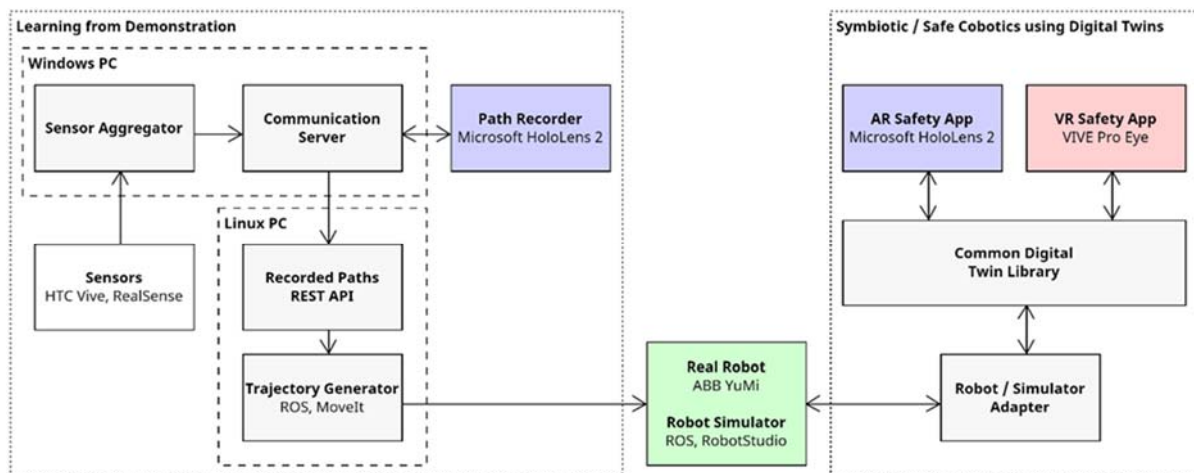 Learning from Demonstration
Windows PC
Sensor Aggregator
Communication
Server
Path Recorder
Microsoft HoloLens 2
Linux PC
Sensors
HTC Vive, RealSense
Recorded Paths
REST API
Trajectory Generator
ROS, MoveIt
Real Robot
ABB YuMi
Robot Simulator
ROS, RobotStudio
Symbiotic / Safe Cobotics using Digital Twins
AR Safety App
Microsoft HoloLens 2
VR Safety App
VIVE Pro Eye
Common Digital
Twin Library
Robot / Simulator
Adapter